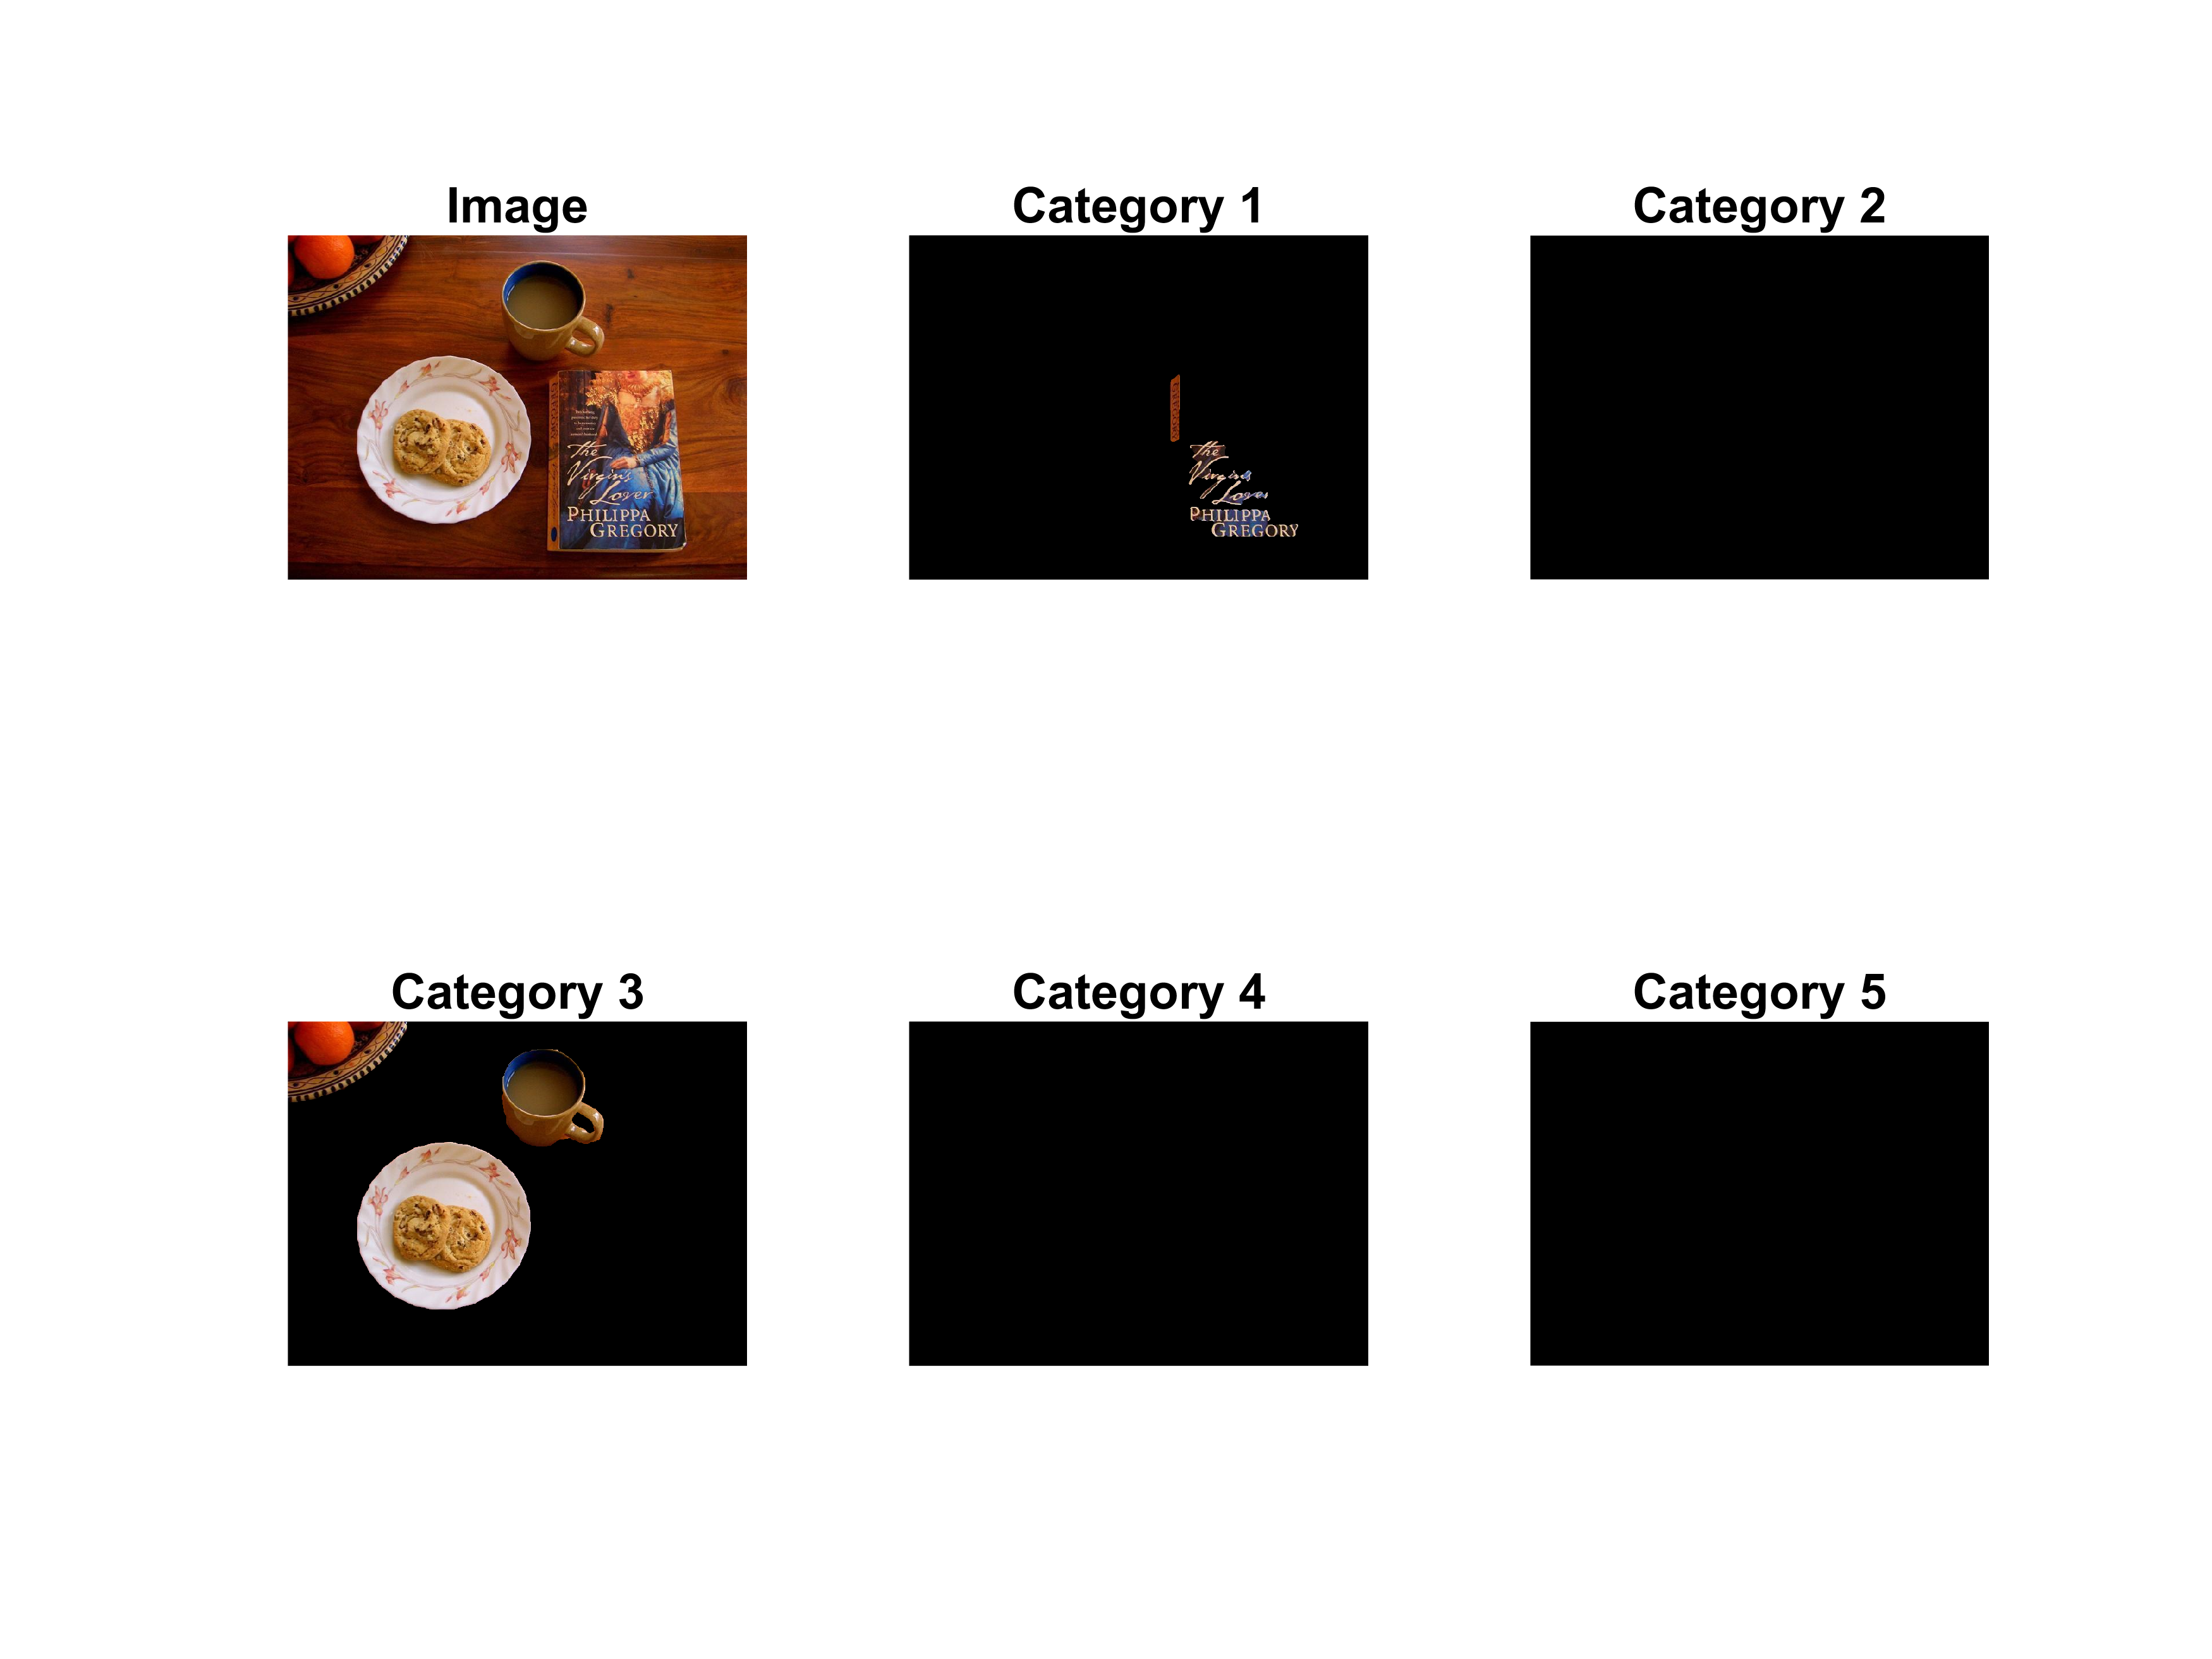 Image
Category 1
Category 2
The
Virgin's
Lover
PHILIPPA
GREGORY
The
Virgin's
Lover
PHILIPPA
GREGORY
Category 3
Category 4
Category 5